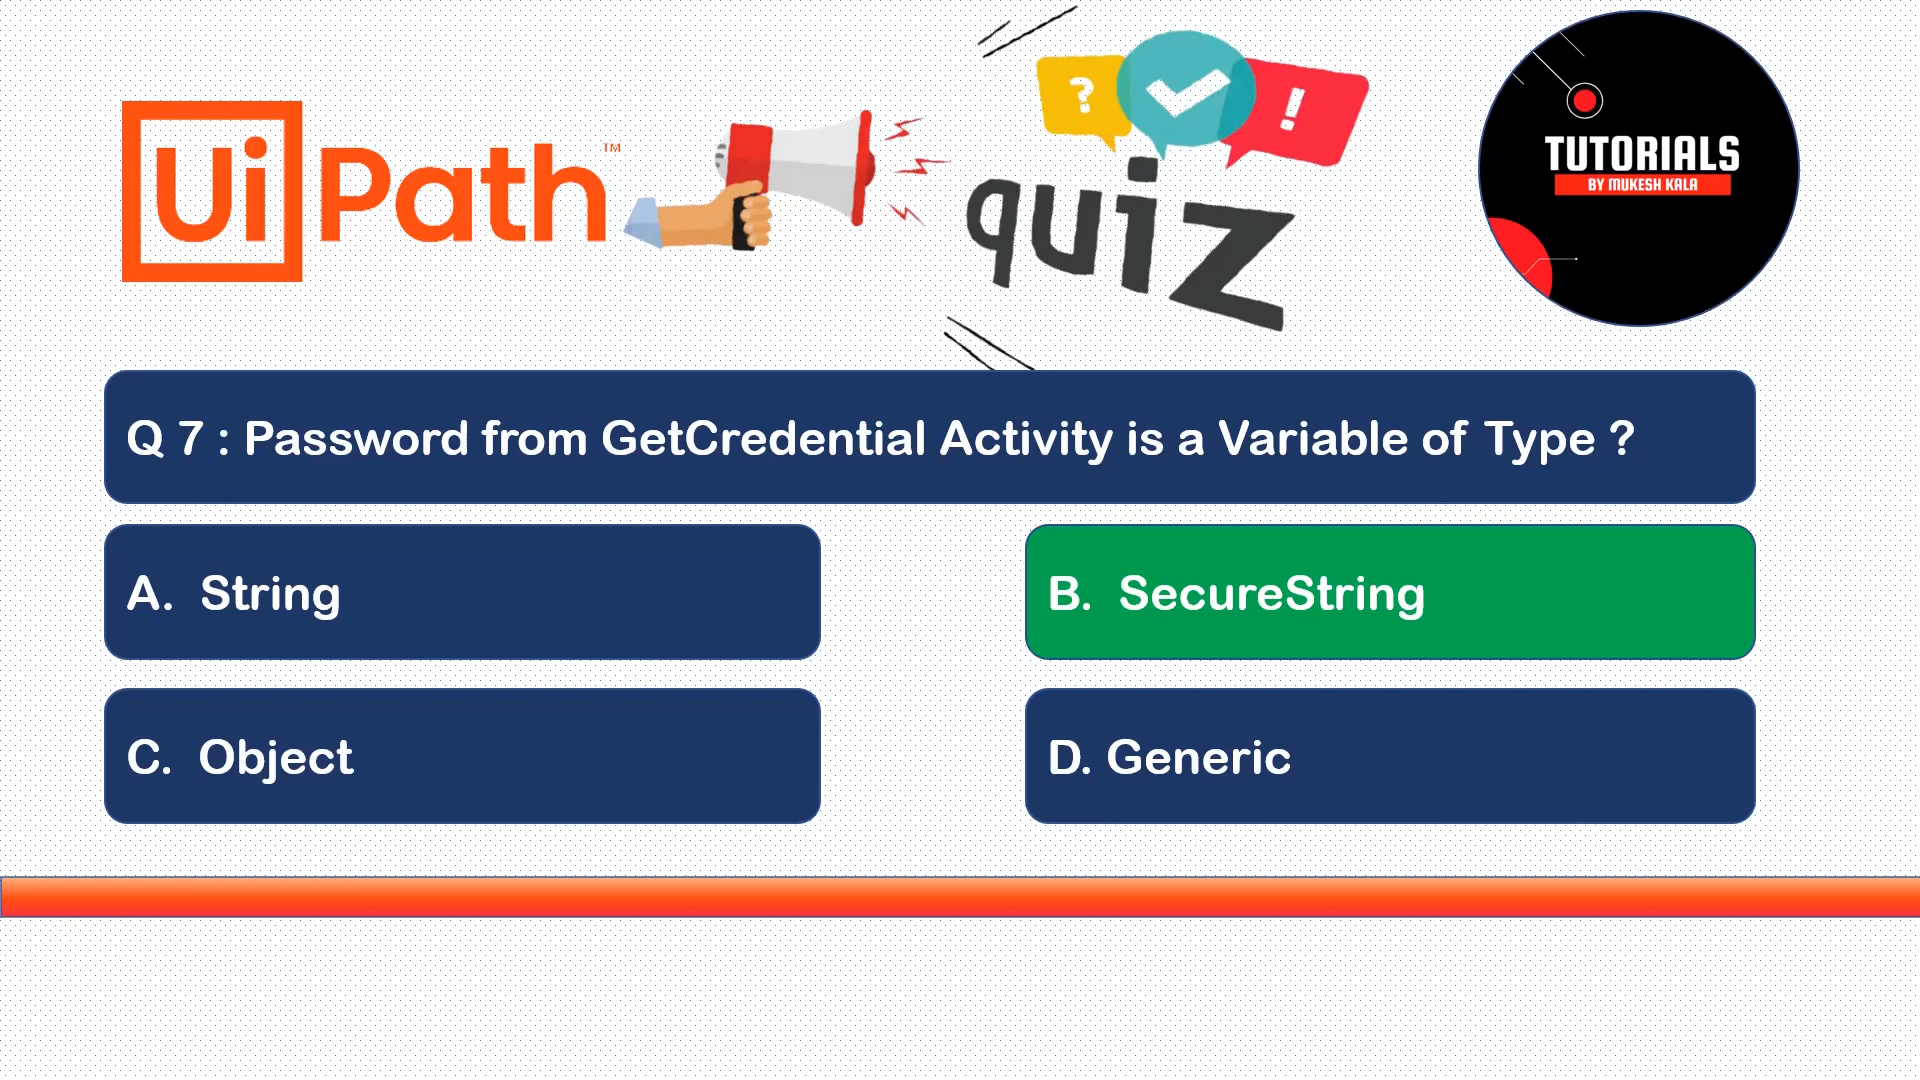 UiPath™
?
!
quiz
TUTORIALS
BY MUKESH KALA
Q 7 : Password from GetCredential Activity is a Variable of Type ?
A. String
B. SecureString
C. Object
D. Generic